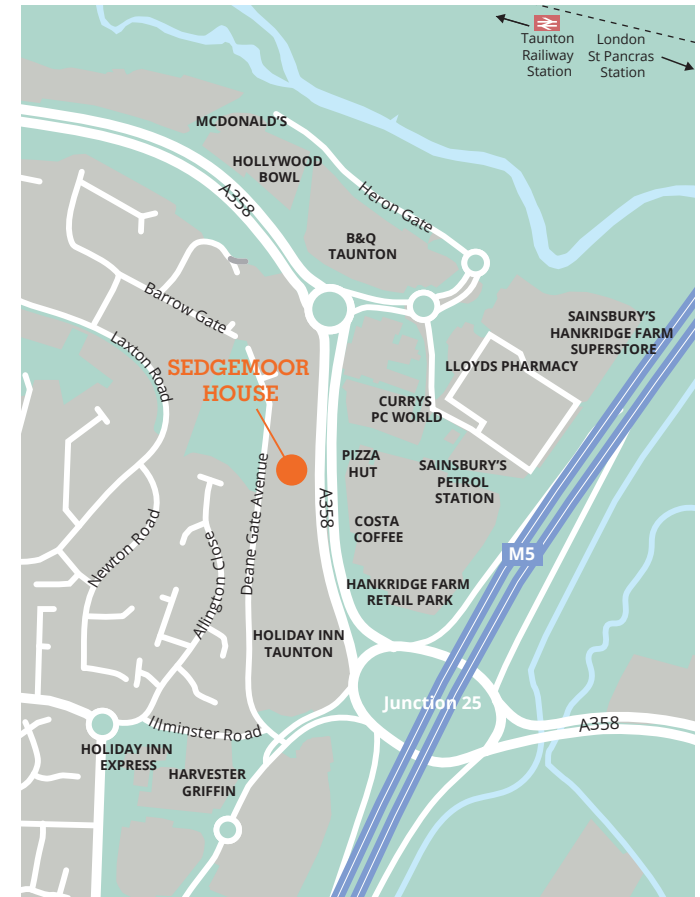 Taunton
Railiway
Station
London
St Pancras
Station
MCDONALD'S
HOLLYWOOD
BOWL
A358
Heron Gate
B&Q
TAUNTON
SAINSBURY'S
HANKRIDGE FARM
SUPERSTORE
Barrow Gate
Laxton Road
LLOYDS PHARMACY
SEDGEMOOR
HOUSE
CURRYS
PC WORLD
PIZZA
HUT
SAINSBURY'S
PETROL
STATION
A358
COSTA
COFFEE
Deane Gate Avenue
Newton Road
Allington Close
M5
HANKRIDGE FARM
RETAIL PARK
HOLIDAY INN
TAUNTON
Junction 25
A358
Illminster Road
HOLIDAY INN
EXPRESS
HARVESTER
GRIFFIN